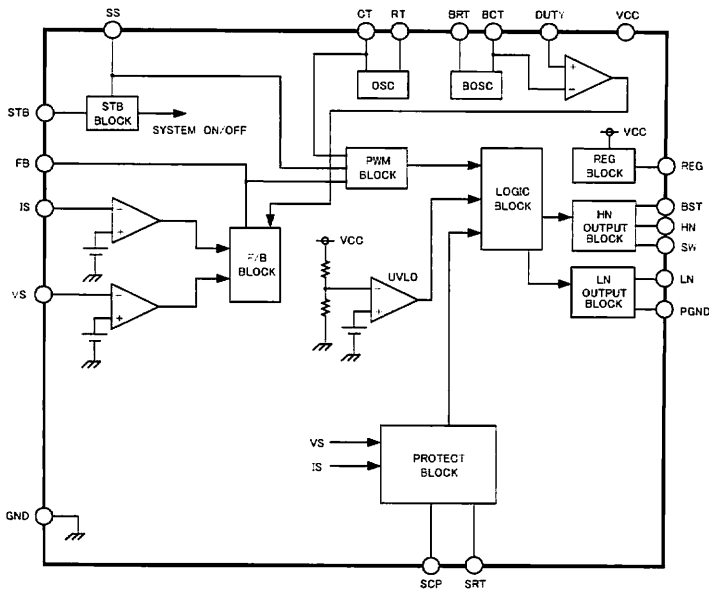 SS
CT
RT
BRT
BCT
DUTY
VCC
STB
STB
BLOCK
SYSTEM ON/OFF
OSC
BOSC
FB
PWM
BLOCK
LOGIC
BLOCK
VCC
REG
BLOCK
REG
IS
HN
OUTPUT
BLOCK
BST
HN
SW
F/B
BLOCK
VCC
UVLO
VS
LN
OUTPUT
BLOCK
LN
PGND
VS
IS
PROTECT
BLOCK
GND
SCP
SRT